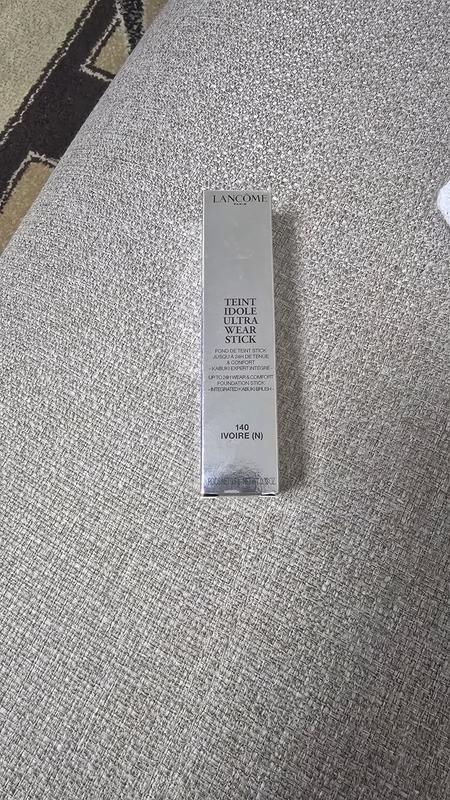 LANCÔME
PARIS
TEINT
IDOLE
ULTRA
WEAR
STICK
FOND DE TEINT STICK
JUSQU'À 24H DE TENUE
& CONFORT
- KABUKI EXPERT INTÉGRÉ -
UP TO 24H WEAR & COMFORT
FOUNDATION STICK
- INTEGRATED KABUKI BRUSH -
140
IVOIRE (N)